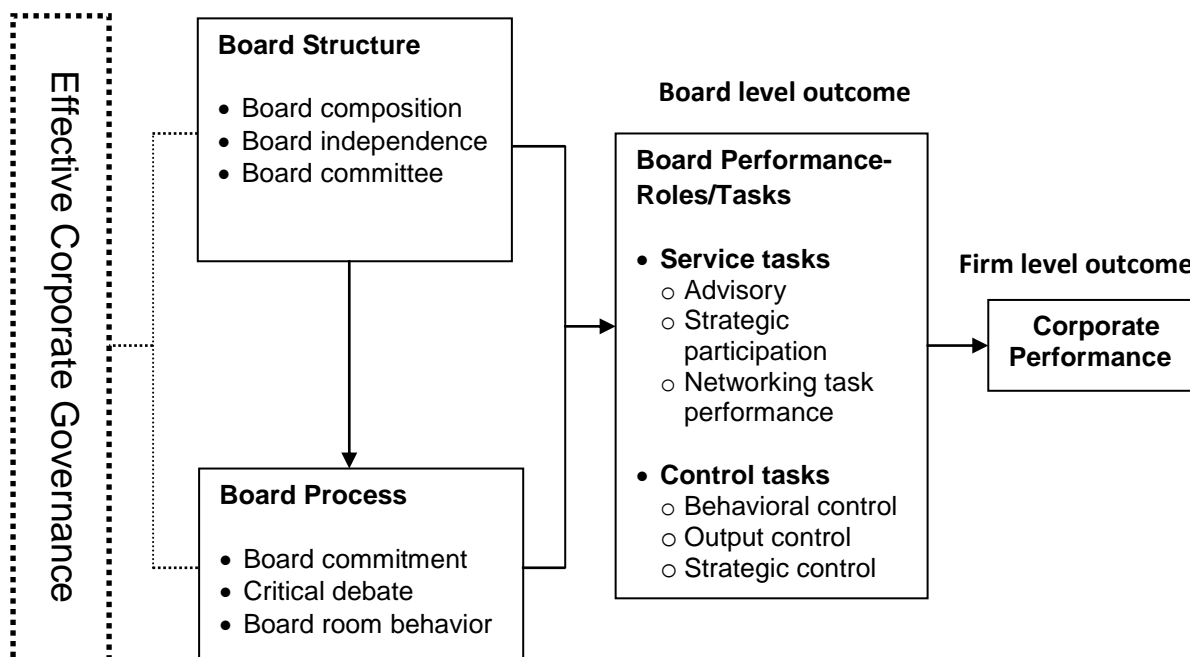 Effective Corporate Governance
Board Structure
• Board composition
• Board independence
• Board committee
Board Process
• Board commitment
• Critical debate
• Board room behavior
Board level outcome
Board Performance-
Roles/Tasks
• Service tasks
o Advisory
o Strategic
participation
o Networking task
performance
• Control tasks
o Behavioral control
o Output control
o Strategic control
Firm level outcome
Corporate
Performance